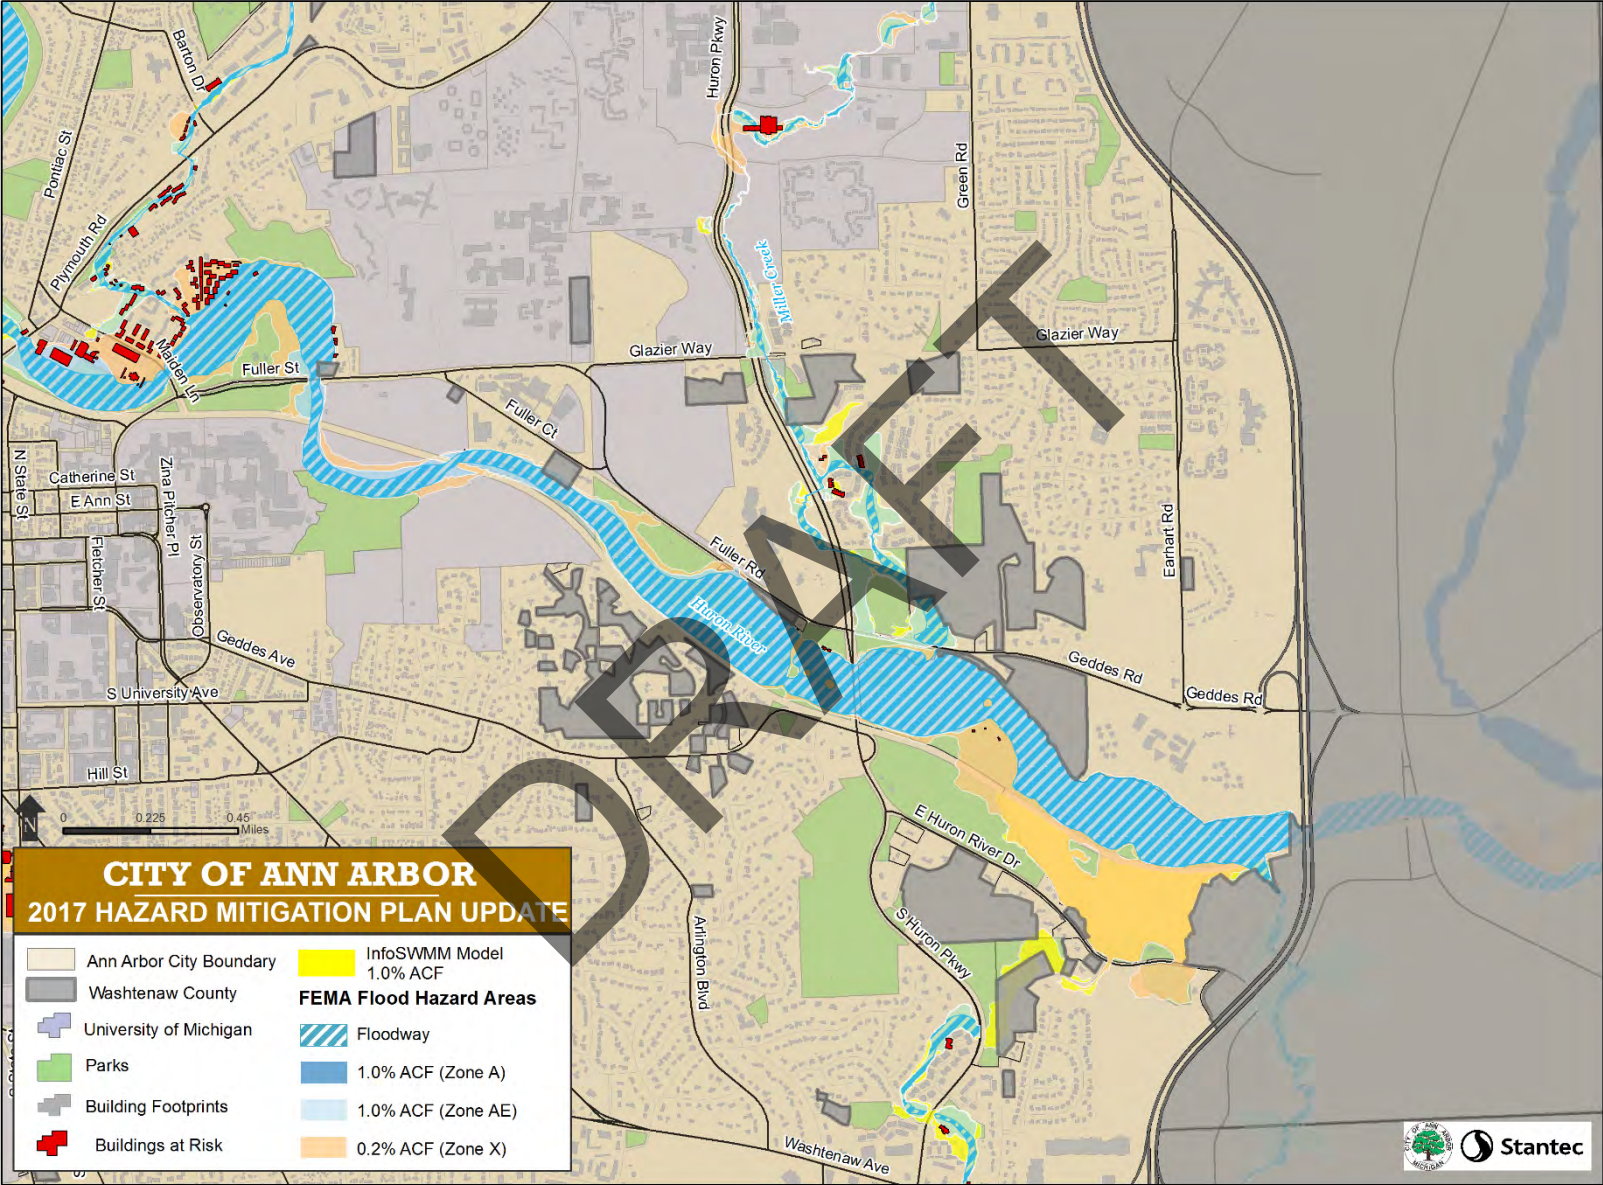 Barton Dr
Huron Pkwy
Pontiac St
Green Rd
Plymouth Rd
Miller Creek
Maiden Ln
Fuller St
Glazier Way
Glazier Way
Fuller Ct
N State St
Catherine St
E Ann St
Zina Pitcher Pl
Fletcher St
Observatory St
Earhart Rd
Fuller Rd
Huron River
Geddes Ave
Geddes Rd
Geddes Rd
S University Ave
Hill St
DRAFT
N
0 0.225 0.45
Miles
E Huron River Dr
S Huron Pkwy
Arlington Blvd
Washtenaw Ave
CITY OF ANN ARBOR
2017 HAZARD MITIGATION PLAN UPDATE
Ann Arbor City Boundary
Washtenaw County
University of Michigan
Parks
Building Footprints
Buildings at Risk
InfoSWMM Model
1.0% ACF
FEMA Flood Hazard Areas
Floodway
1.0% ACF (Zone A)
1.0% ACF (Zone AE)
0.2% ACF (Zone X)
CITY OF ANN ARBOR
MICHIGAN
Stantec